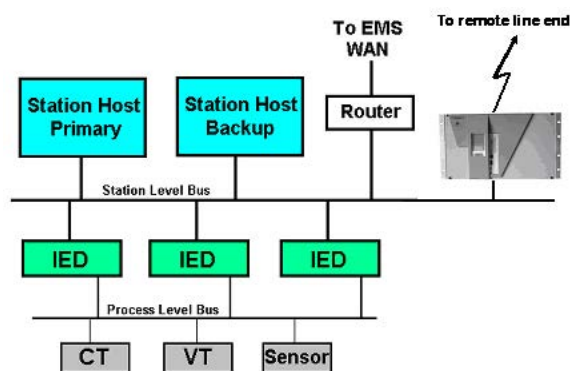 To EMS
WAN
To remote line end
Station Host
Primary
Station Host
Backup
Router
Station Level Bus
IED
IED
IED
Process Level Bus
CT
VT
Sensor